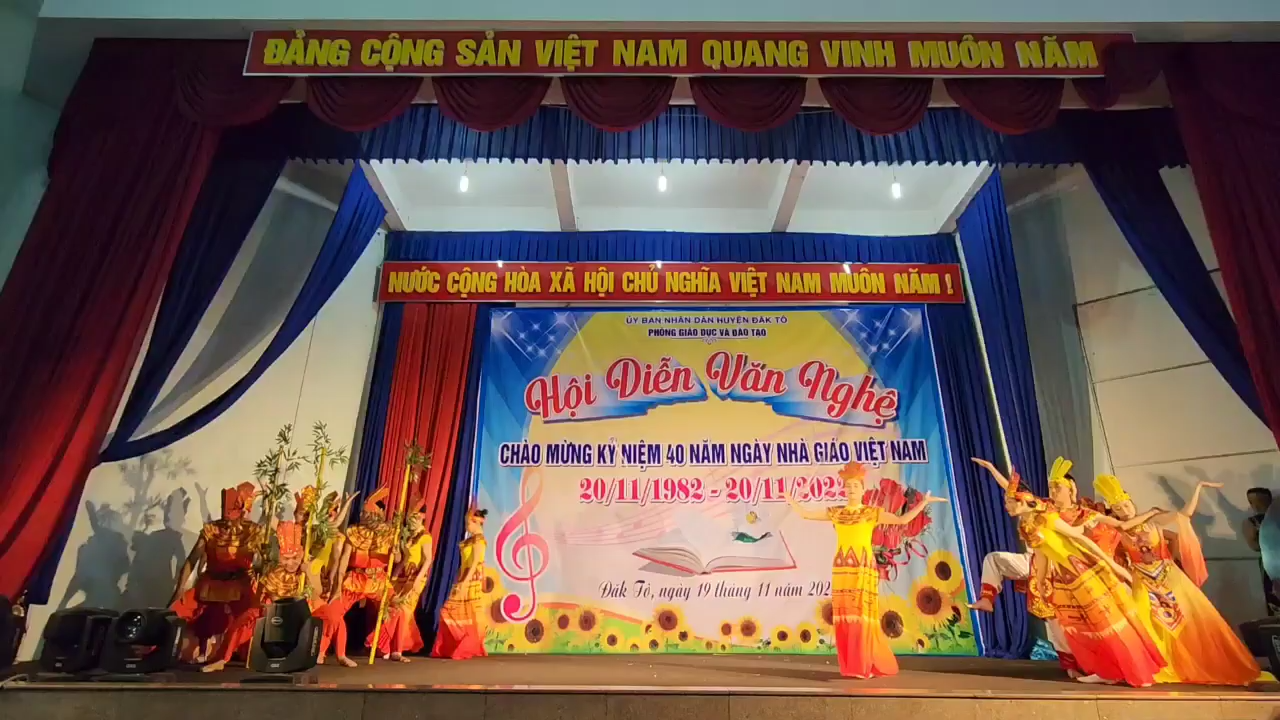 ĐẢNG CỘNG SẢN VIỆT NAM QUANG VINH MUÔN NĂM
NƯỚC CỘNG HÒA XÃ HỘI CHỦ NGHĨA VIỆT NAM MUÔN NĂM !
ỦY BAN NHÂN DÂN HUYỆN ĐĂK TÔ
PHÒNG GIÁO DỤC VÀ ĐÀO TẠO
Hội Diễn Văn Nghệ
CHÀO MỪNG KỶ NIỆM 40 NĂM NGÀY NHÀ GIÁO VIỆT NAM
20/11/1982 - 20/11/2022
Đăk Tô, ngày 19 tháng 11 năm 202